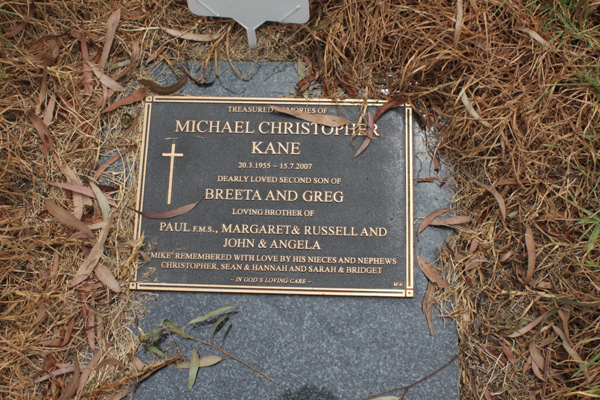 TREASURED MEMORIES OF
MICHAEL CHRISTOPHER
KANE
20.3.1955 – 15.7.2007
DEARLY LOVED SECOND SON OF
BREETA AND GREG
LOVING BROTHER OF
PAUL F.M.S., MARGARET & RUSSELL AND
JOHN & ANGELA
'MIKE' REMEMBERED WITH LOVE BY HIS NIECES AND NEPHEWS
CHRISTOPHER, SEAN & HANNAH AND SARAH & BRIDGET
~ IN GOD'S LOVING CARE ~